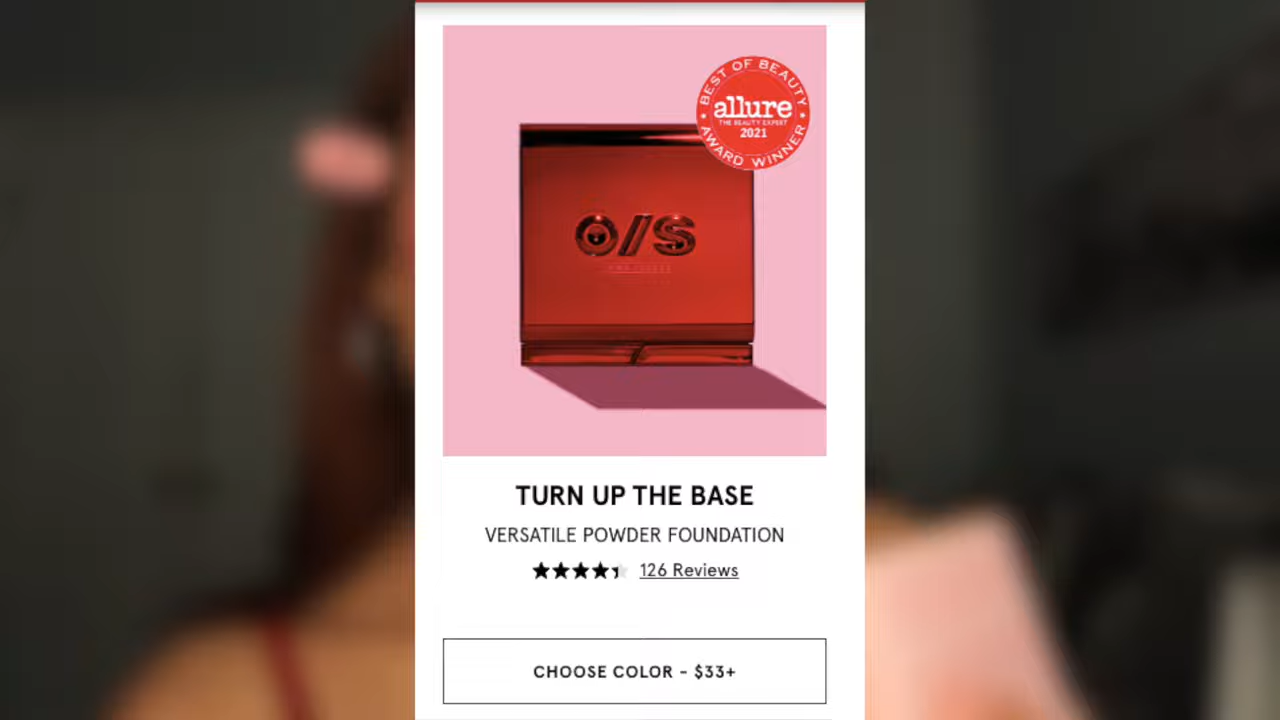 BEST OF BEAUTY
allure
THE BEAUTY EXPERT
2021
AWARD WINNER
O/S
TURN UP THE BASE
VERSATILE POWDER FOUNDATION
126 Reviews
CHOOSE COLOR - $33+